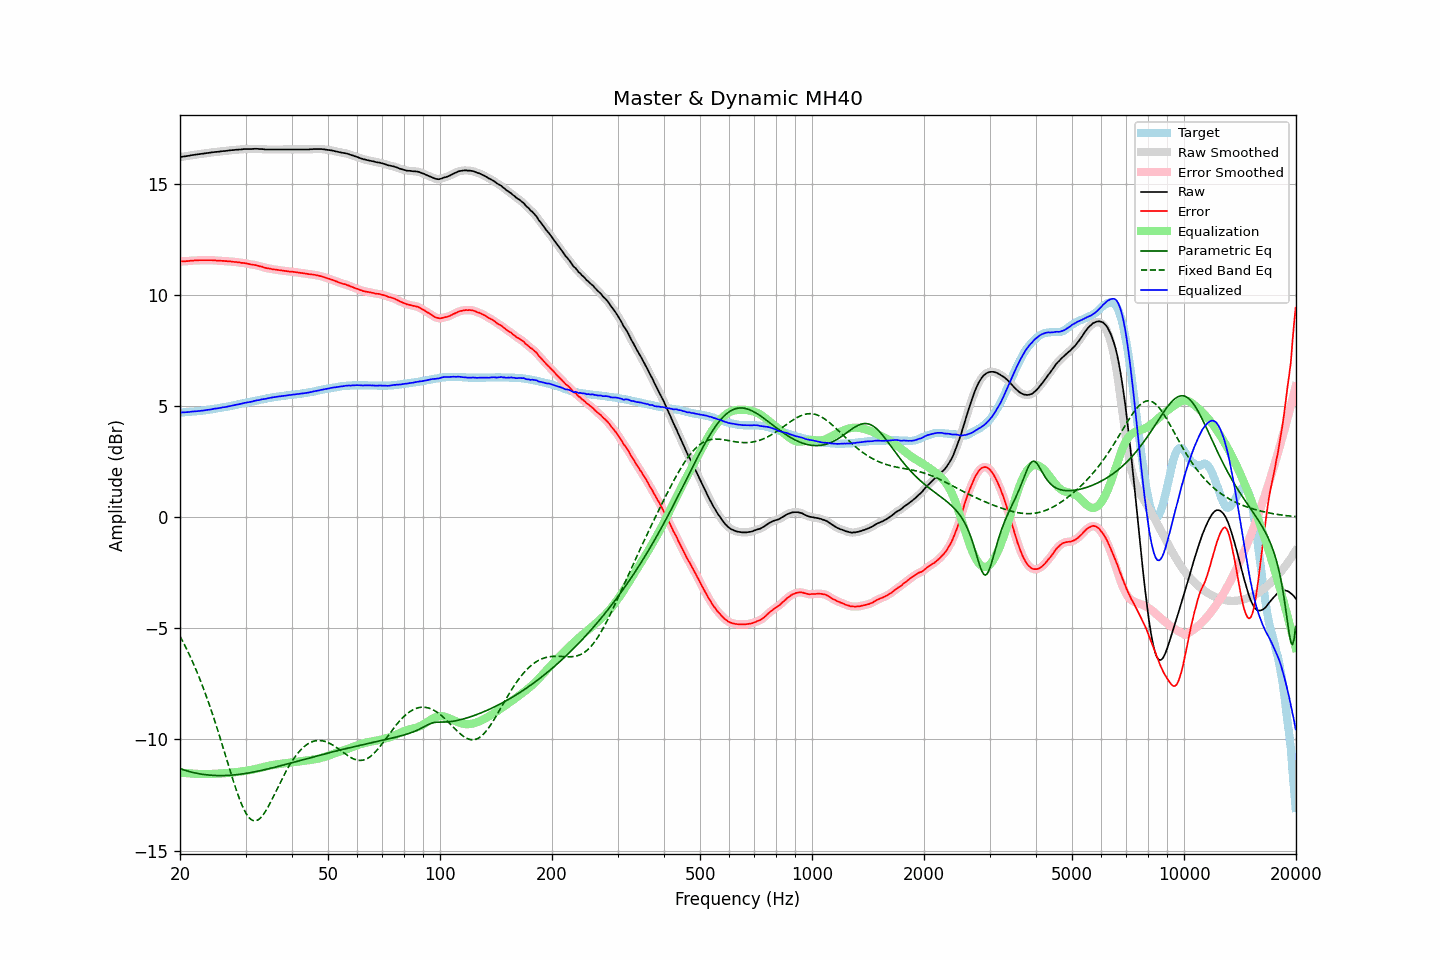 Master & Dynamic MH40
Amplitude (dBr)
15
10
5
0
−5
−10
−15
Target
Raw Smoothed
Error Smoothed
Raw
Error
Equalization
Parametric Eq
Fixed Band Eq
Equalized
20 50 100 200 500 1000 2000 5000 10000 20000
Frequency (Hz)